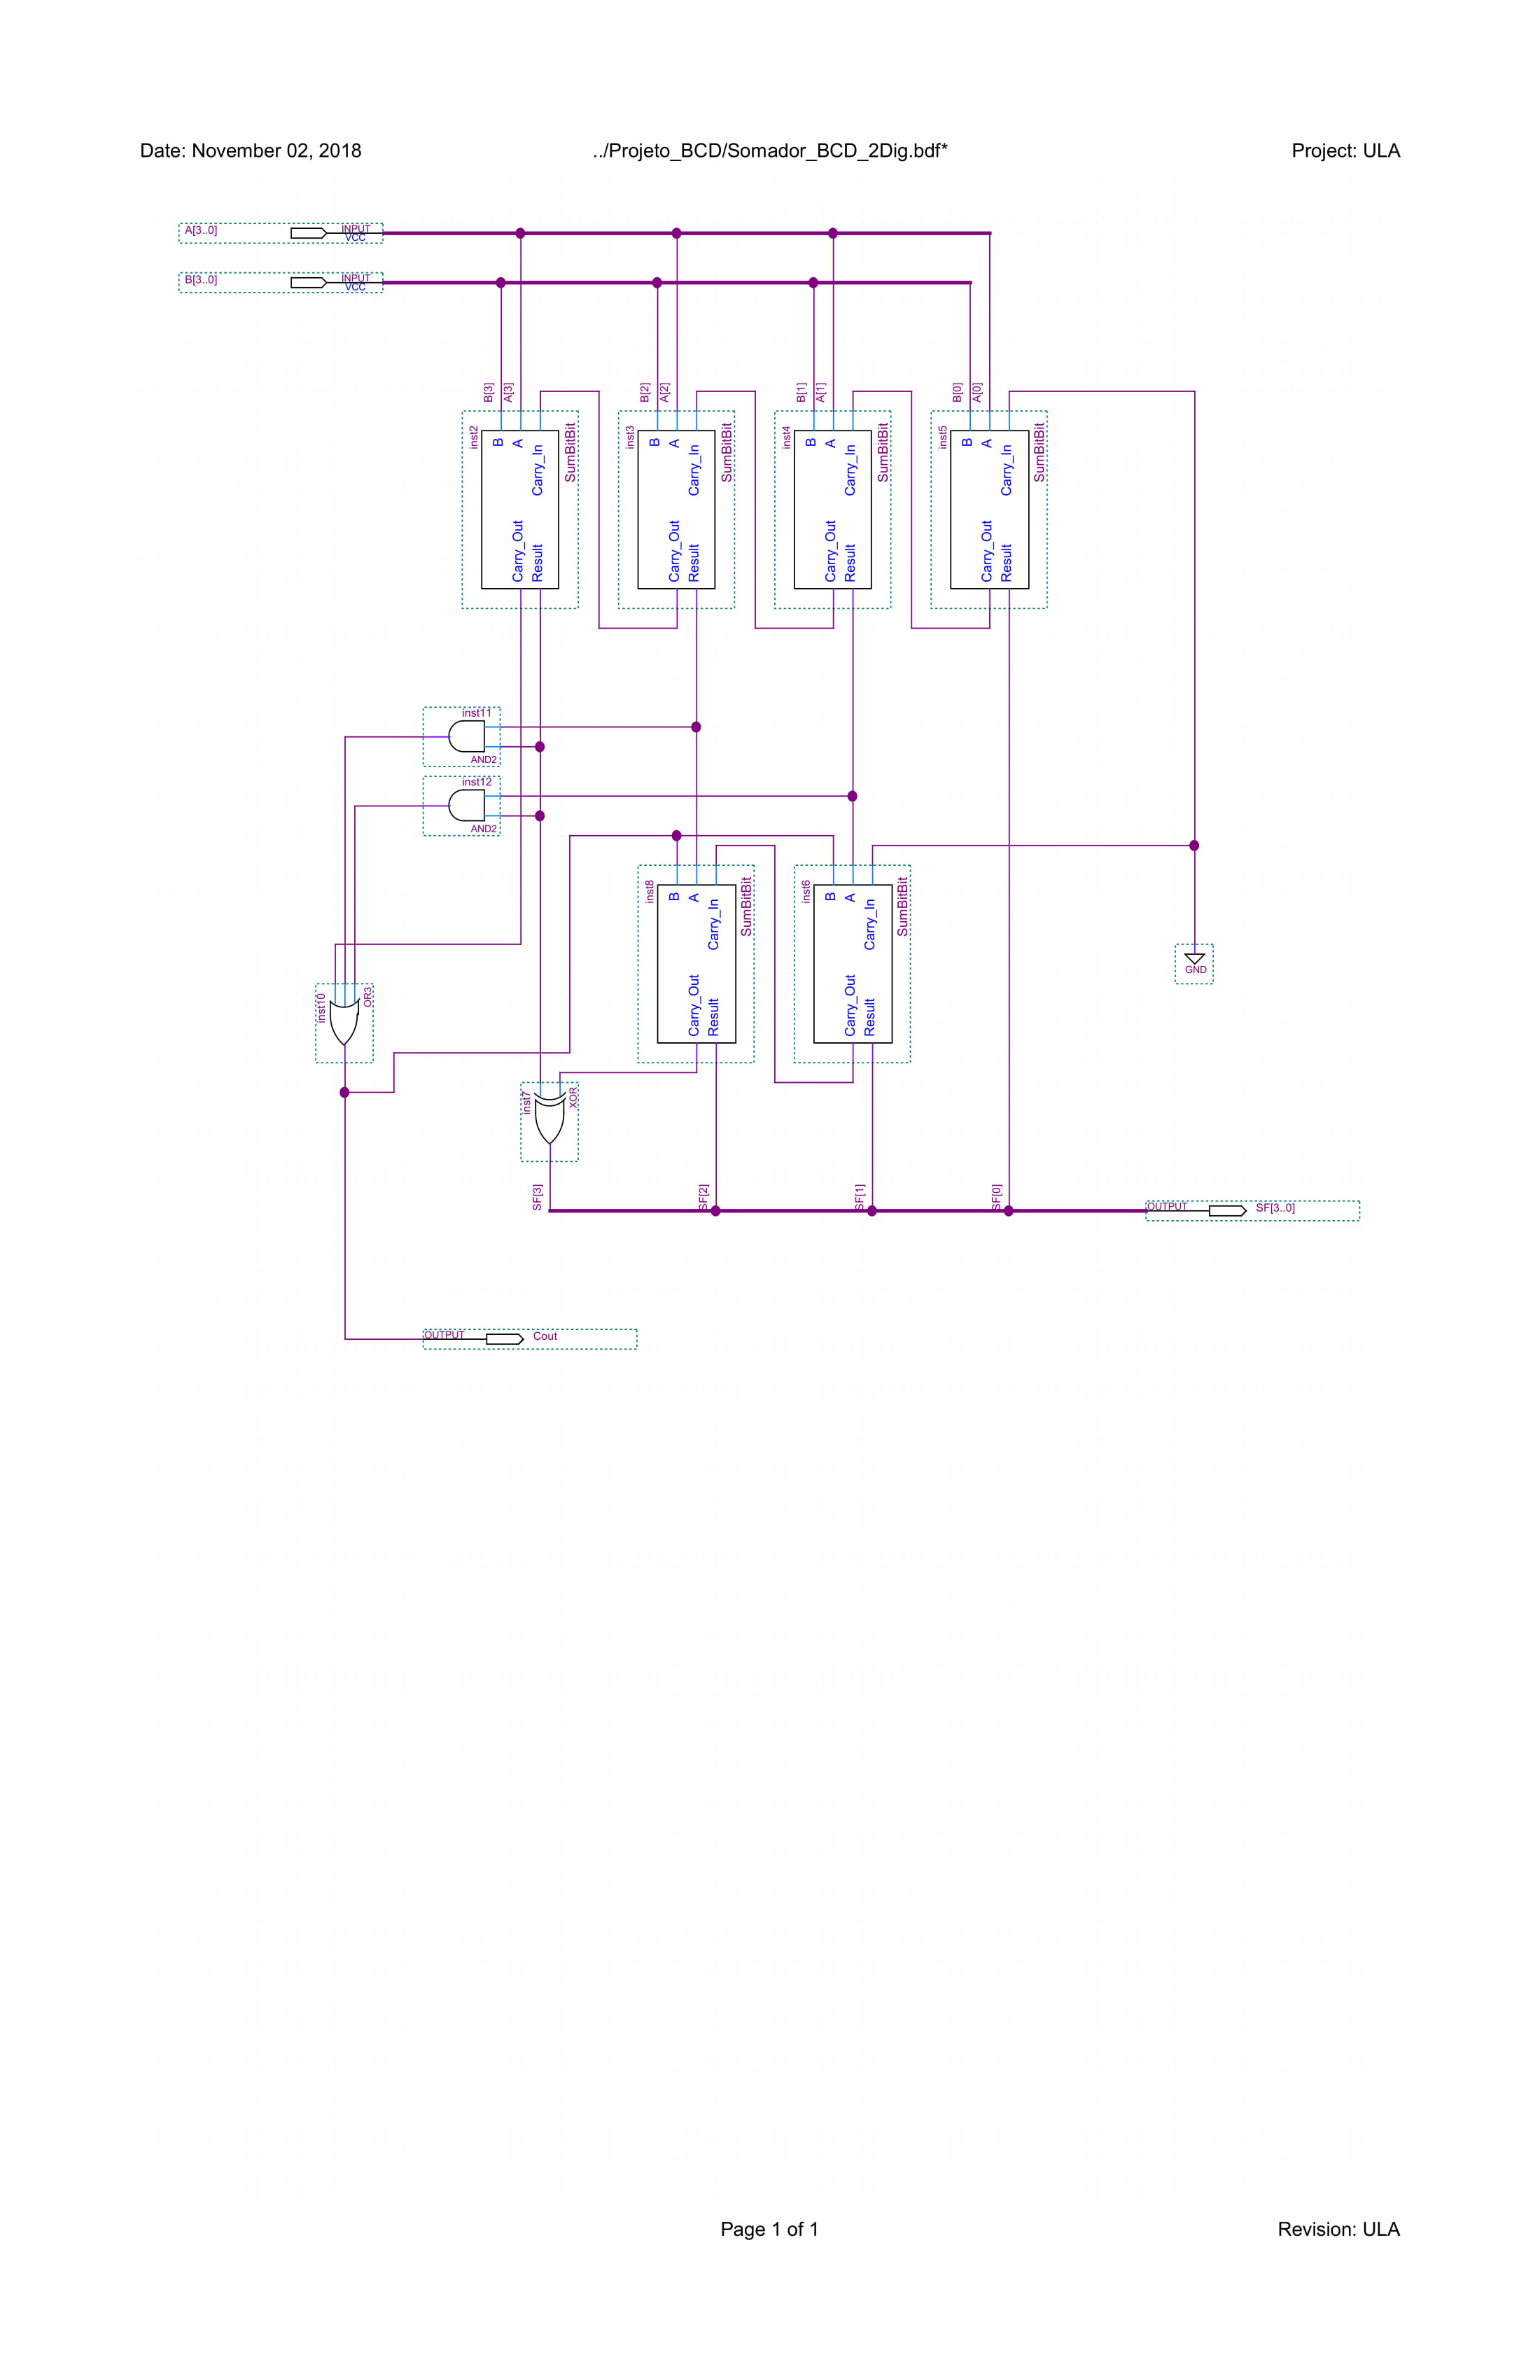 Date: November 02, 2018
../Projeto_BCD/Somador_BCD_2Dig.bdf*
Project: ULA
A[3..0]
INPUT
VCC
B[3..0]
INPUT
VCC
B[3]
A[3]
B[2]
A[2]
B[1]
A[1]
B[0]
A[0]
inst2
B
A
Carry_In
Carry_Out
Result
SumBitBit
inst3
B
A
Carry_In
Carry_Out
Result
SumBitBit
inst4
B
A
Carry_In
Carry_Out
Result
SumBitBit
inst5
B
A
Carry_In
Carry_Out
Result
SumBitBit
inst11
AND2
inst12
AND2
inst8
B
A
Carry_In
Carry_Out
Result
SumBitBit
inst6
B
A
Carry_In
Carry_Out
Result
SumBitBit
GND
inst10
OR3
inst7
XOR
SF[3]
SF[2]
SF[1]
SF[0]
OUTPUT
SF[3..0]
OUTPUT
Cout
Page 1 of 1
Revision: ULA